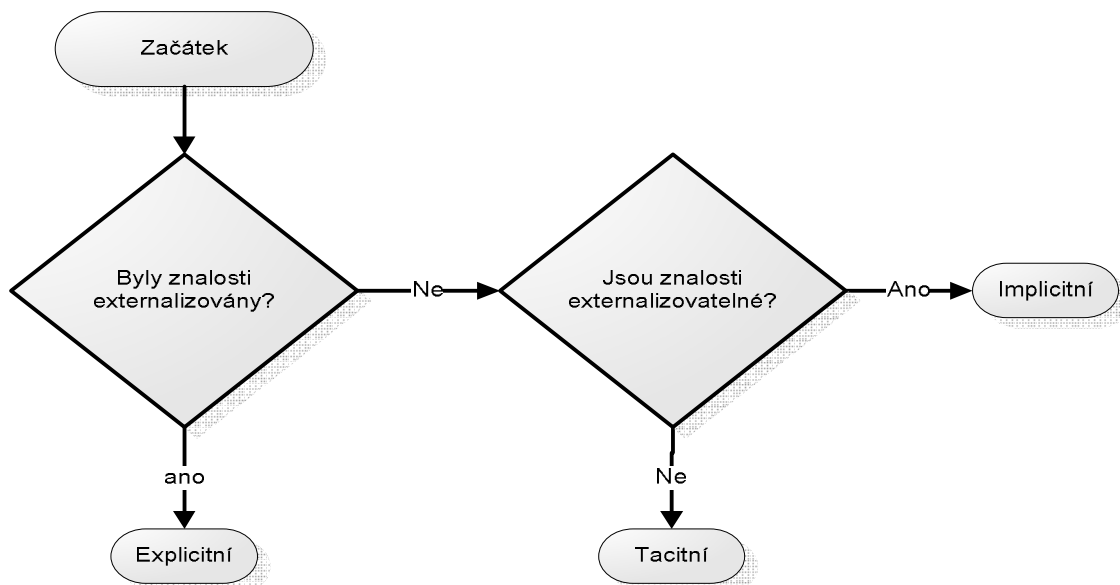 Začátek
Byly znalosti
externalizovány?
Ne
Jsou znalosti
externalizovatelné?
Ano
Implicitní
ano
Ne
Explicitní
Tacitní